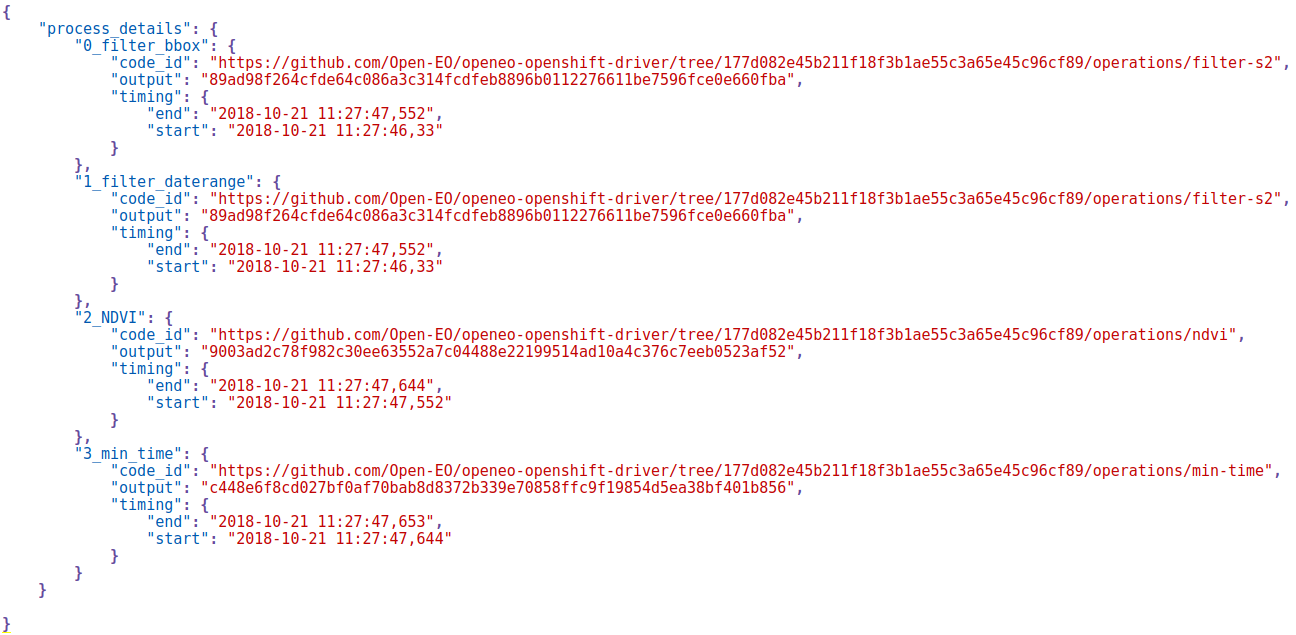 {
    "process_details": {
        "0_filter_bbox": {
            "code_id": "https://github.com/Open-EO/openeo-openshift-driver/tree/177d082e45b211f18f3b1ae55c3a65e45c96cf89/operations/filter-s2",
            "output": "89ad98f264cfde64c086a3c314fcdfeb8896b0112276611be7596fce0e660fba",
            "timing": {
                "end": "2018-10-21 11:27:47,552",
                "start": "2018-10-21 11:27:46,33"
            }
        },
        "1_filter_daterange": {
            "code_id": "https://github.com/Open-EO/openeo-openshift-driver/tree/177d082e45b211f18f3b1ae55c3a65e45c96cf89/operations/filter-s2",
            "output": "89ad98f264cfde64c086a3c314fcdfeb8896b0112276611be7596fce0e660fba",
            "timing": {
                "end": "2018-10-21 11:27:47,552",
                "start": "2018-10-21 11:27:46,33"
            }
        },
        "2_NDVI": {
            "code_id": "https://github.com/Open-EO/openeo-openshift-driver/tree/177d082e45b211f18f3b1ae55c3a65e45c96cf89/operations/ndvi",
            "output": "9003ad2c78f982c30ee63552a7c04488e22199514ad10a4c376c7eeb0523af52",
            "timing": {
                "end": "2018-10-21 11:27:47,644",
                "start": "2018-10-21 11:27:47,552"
            }
        },
        "3_min_time": {
            "code_id": "https://github.com/Open-EO/openeo-openshift-driver/tree/177d082e45b211f18f3b1ae55c3a65e45c96cf89/operations/min-time",
            "output": "c448e6f8cd027bf0af70bab8d8372b339e70858ffc9f19854d5ea38bf401b856",
            "timing": {
                "end": "2018-10-21 11:27:47,653",
                "start": "2018-10-21 11:27:47,644"
            }
        }
    }

}